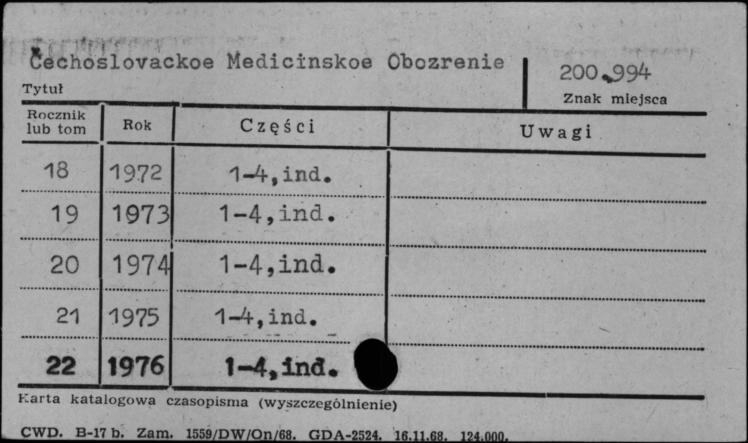 Čechoslovackoe Medicinskoe Obozrenie
200.994
Tytuł
Znak miejsca
Rocznik lub tom Rok Części Uwagi
18 1972 1-4,ind.
19 1973 1-4,ind.
20 1974 1-4,ind.
21 1975 1-4,ind.
22 1976 1-4,ind.
Karta katalogowa czasopisma (wyszczególnienie)
CWD. B-17 b. Zam. 1559/DW/On/68. GDA-2524. 16.11.68. 124.000.